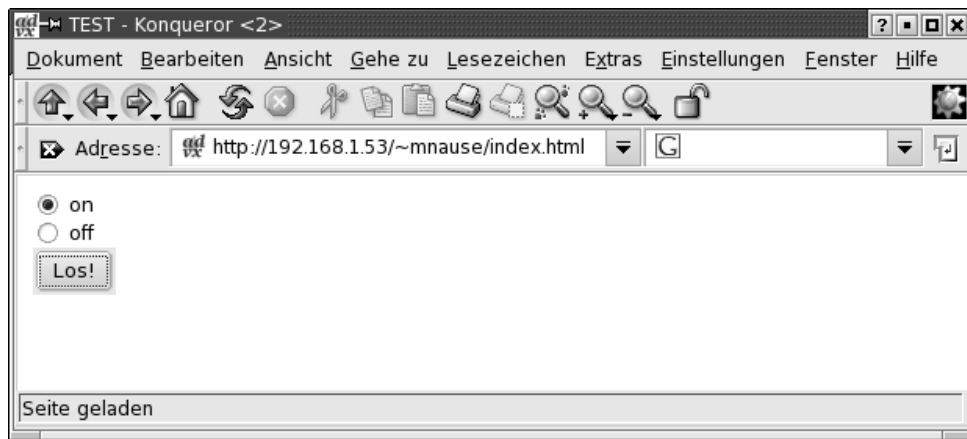 TEST - Konqueror <2>
Dokument Bearbeiten Ansicht Gehe zu Lesezeichen Extras Einstellungen Fenster Hilfe
Adresse: http://192.168.1.53/~mnause/index.html G
on
off
Los!
Seite geladen